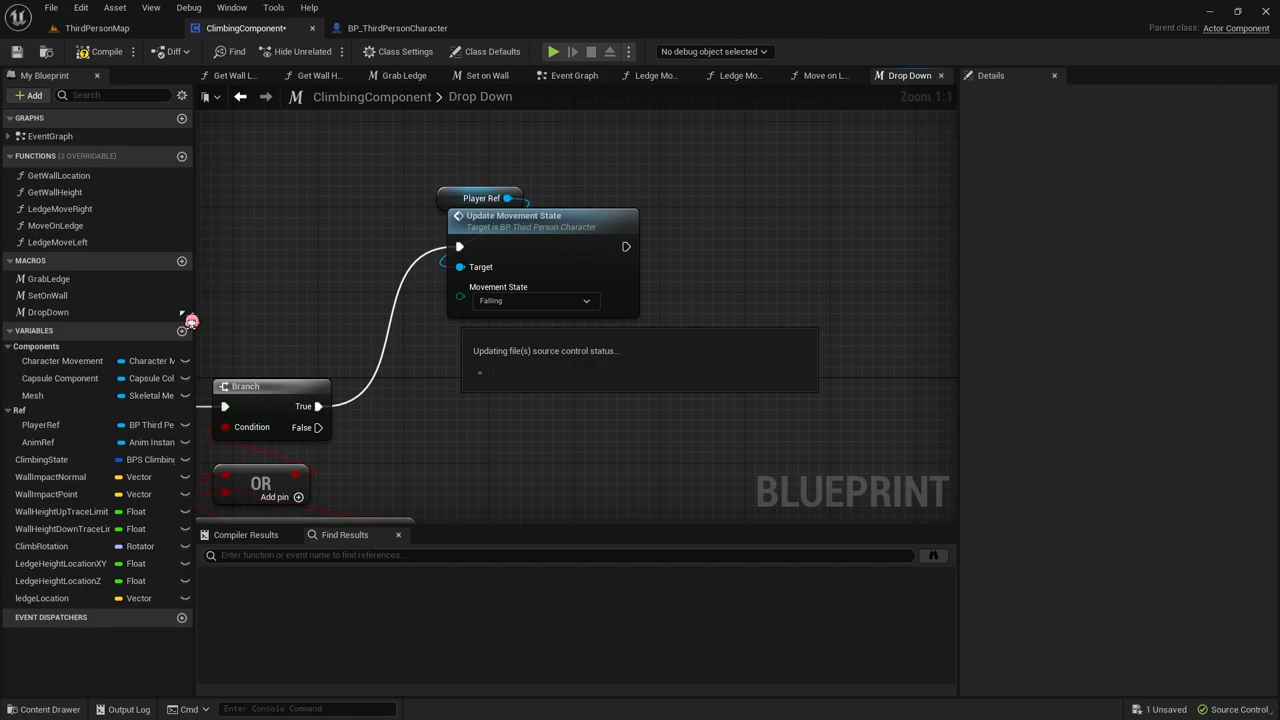 File Edit Asset View Debug Window Tools Help
ThirdPersonMap ClimbingComponent* BP_ThirdPersonCharacter Parent class: Actor Component
Compile Diff Find Hide Unrelated Class Settings Class Defaults No debug object selected
My Blueprint Get Wall L... Get Wall H... Grab Ledge Set on Wall Event Graph Ledge Mo... Ledge Mo... Move on L... Drop Down Details
Add Search ClimbingComponent > Drop Down Zoom 1:1
GRAPHS
EventGraph
FUNCTIONS (2 OVERRIDABLE)
GetWallLocation
GetWallHeight
LedgeMoveRight
MoveOnLedge
LedgeMoveLeft
MACROS
GrabLedge
SetOnWall
DropDown
VARIABLES
Components
Character Movement Character M
Capsule Component Capsule Col
Mesh Skeletal Me
Ref
PlayerRef BP Third Pe
AnimRef Anim Instan
ClimbingState BPS Climbing
WallImpactNormal Vector
WallImpactPoint Vector
WallHeightUpTraceLimit Float
WallHeightDownTraceLir Float
ClimbRotation Rotator
LedgeHeightLocationXY Float
LedgeHeightLocationZ Float
ledgeLocation Vector
EVENT DISPATCHERS
Player Ref
Update Movement State
Target is BP Third Person Character
Target
Movement State
Falling
Updating file(s) source control status...
Branch
True
Condition False
OR
Add pin
BLUEPRINT
Compiler Results Find Results
Enter function or event name to find references...
Content Drawer Output Log Cmd Enter Console Command 1 Unsaved Source Control